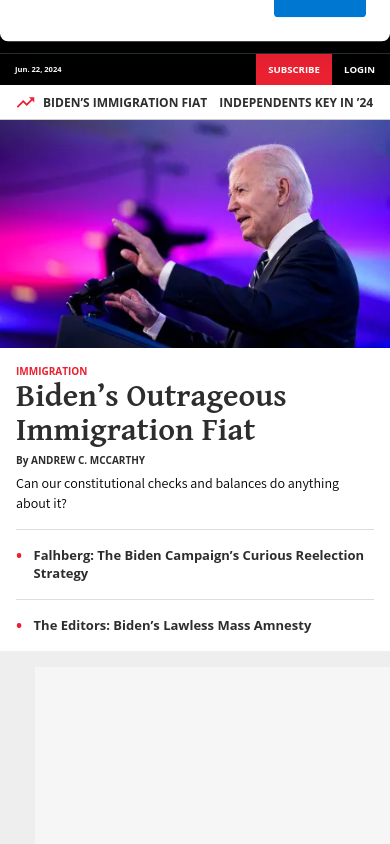 Jun. 22, 2024
SUBSCRIBE
LOGIN
BIDEN’S IMMIGRATION FIAT
INDEPENDENTS KEY IN ’24
IMMIGRATION
Biden’s Outrageous
Immigration Fiat
By ANDREW C. MCCARTHY
Can our constitutional checks and balances do anything
about it?
• Falhberg: The Biden Campaign’s Curious Reelection
Strategy
• The Editors: Biden’s Lawless Mass Amnesty